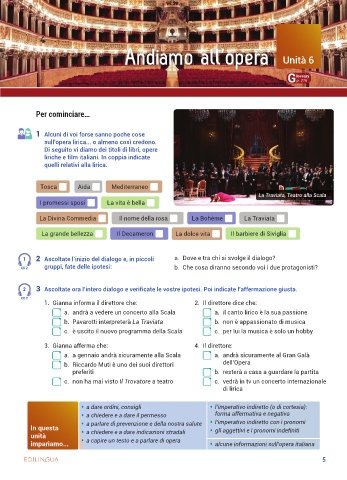 Andiamo all'opera
Unità 6
Glossario
p. 216
Per cominciare...
1 Alcuni di voi forse sanno poche cose
sull'opera lirica... o almeno così credono.
Di seguito vi diamo dei titoli di libri, opere
liriche e film italiani. In coppia indicate
quelli relativi alla lirica.
La Traviata, Teatro alla Scala
Tosca
Aida
Mediterraneo
I promessi sposi
La vita è bella
La Divina Commedia
Il nome della rosa
La Bohème
La Traviata
La grande bellezza
Il Decameron
La dolce vita
Il barbiere di Siviglia
2 Ascoltate l'inizio del dialogo e, in piccoli
gruppi, fate delle ipotesi:
a. Dove e tra chi si svolge il dialogo?
b. Che cosa diranno secondo voi i due protagonisti?
3 Ascoltate ora l'intero dialogo e verificate le vostre ipotesi. Poi indicate l'affermazione giusta.
1. Gianna informa il direttore che:
a. andrà a vedere un concerto alla Scala
b. Pavarotti interpreterà La Traviata
c. è uscito il nuovo programma della Scala
2. Il direttore dice che:
a. il canto lirico è la sua passione
b. non è appassionato di musica
c. per lui la musica è solo un hobby
3. Gianna afferma che:
a. a gennaio andrà sicuramente alla Scala
b. Riccardo Muti è uno dei suoi direttori
preferiti
c. non ha mai visto Il Trovatore a teatro
4. Il direttore:
a. andrà sicuramente al Gran Galà
dell'Opera
b. resterà a casa a guardare la partita
c. vedrà in tv un concerto internazionale
di lirica
In questa
unità
impariamo...
• a dare ordini, consigli
• a chiedere e a dare il permesso
• a parlare di prevenzione e della nostra salute
• a chiedere e a dare indicazioni stradali
• a capire un testo e a parlare di opera
• l'imperativo indiretto (o di cortesia):
forma affermativa e negativa
• l'imperativo indiretto con i pronomi
• gli aggettivi e i pronomi indefiniti
• alcune informazioni sull'opera italiana
EDILINGUA
5